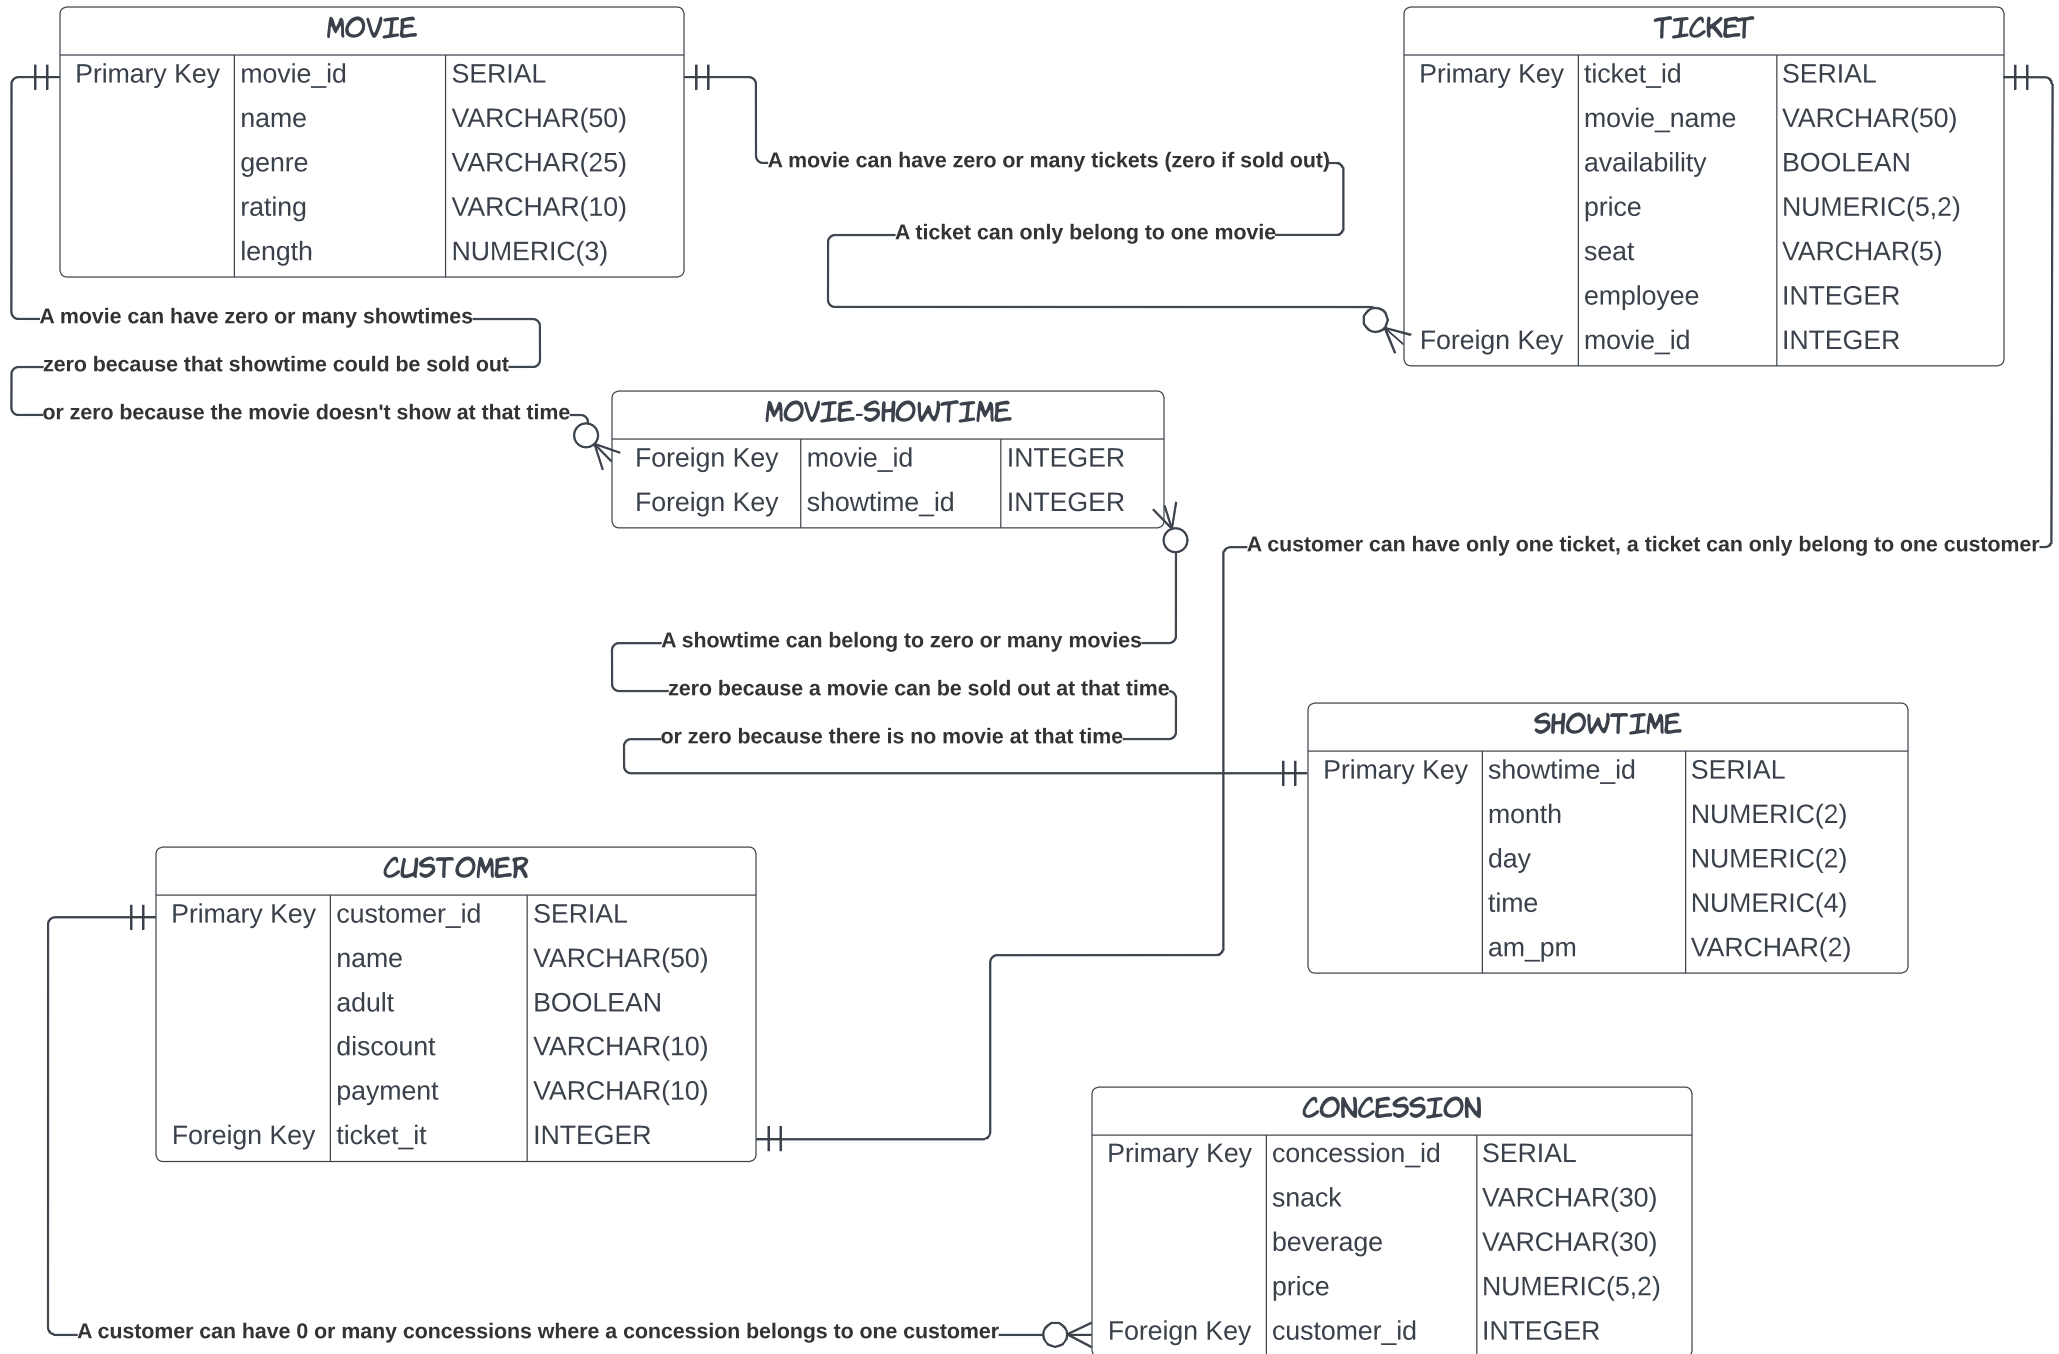 MOVIE
Primary Key movie_id SERIAL
name VARCHAR(50)
genre VARCHAR(25)
rating VARCHAR(10)
length NUMERIC(3)
TICKET
Primary Key ticket_id SERIAL
movie_name VARCHAR(50)
availability BOOLEAN
price NUMERIC(5,2)
seat VARCHAR(5)
employee INTEGER
Foreign Key movie_id INTEGER
A movie can have zero or many tickets (zero if sold out)
A ticket can only belong to one movie
A movie can have zero or many showtimes
zero because that showtime could be sold out
or zero because the movie doesn't show at that time
MOVIE-SHOWTIME
Foreign Key movie_id INTEGER
Foreign Key showtime_id INTEGER
A customer can have only one ticket, a ticket can only belong to one customer
A showtime can belong to zero or many movies
zero because a movie can be sold out at that time
or zero because there is no movie at that time
SHOWTIME
Primary Key showtime_id SERIAL
month NUMERIC(2)
day NUMERIC(2)
time NUMERIC(4)
am_pm VARCHAR(2)
CUSTOMER
Primary Key customer_id SERIAL
name VARCHAR(50)
adult BOOLEAN
discount VARCHAR(10)
payment VARCHAR(10)
Foreign Key ticket_it INTEGER
CONCESSION
Primary Key concession_id SERIAL
snack VARCHAR(30)
beverage VARCHAR(30)
price NUMERIC(5,2)
Foreign Key customer_id INTEGER
A customer can have 0 or many concessions where a concession belongs to one customer